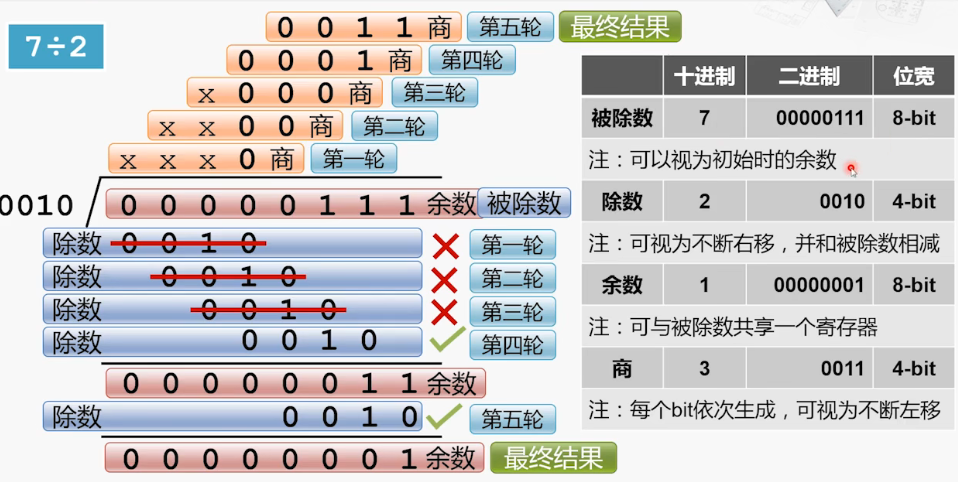 7÷2
0 0 1 1 商 第五轮 最终结果
0 0 0 1 商 第四轮
x 0 0 0 商 第三轮
x x 0 0 商 第二轮
x x x 0 商 第一轮
0010 0 0 0 0 0 1 1 1 余数 被除数
除数 0 0 1 0 第一轮
除数 0 0 1 0 第二轮
除数 0 0 1 0 第三轮
除数 0 0 1 0 第四轮
0 0 0 0 0 0 1 1 余数
除数 0 0 1 0 第五轮
0 0 0 0 0 0 0 1 余数 最终结果
十进制 二进制 位宽
被除数 7 00000111 8-bit
注：可以视为初始时的余数
除数 2 0010 4-bit
注：可视为不断右移，并和被除数相减
余数 1 00000001 8-bit
注：可与被除数共享一个寄存器
商 3 0011 4-bit
注：每个bit依次生成，可视为不断左移